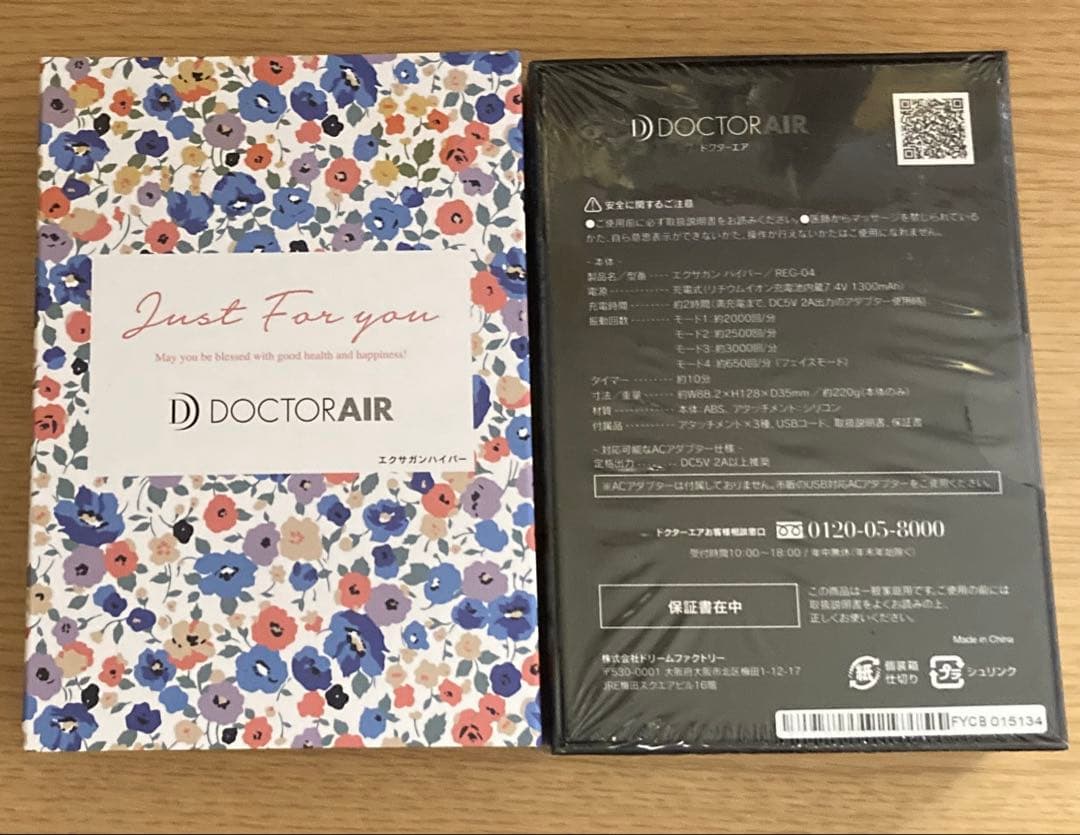 Just For you
May you be blessed with good health and happiness!
DOCTORAIR
エクサガンハイパー
DOCTORAIR
ドクターエア
安全に関するご注意
●ご使用前に必ず取扱説明書をお読みください。●医師からマッサージを禁じられている
かた、自ら意思表示ができないかた、操作が行えないかたはご使用になれません。
- 本体 -
製品名／型番 ---- エクサガン ハイパー／REG-04
電源 -------- 充電式(リチウムイオン充電池内蔵7.4V 1300mAh)
充電時間 ------ 約2時間(満充電まで、DC5V 2A出力のアダプター使用時)
振動回数 ------ モード1：約2000回/分
モード2：約2500回/分
モード3：約3000回/分
モード4：約650回/分 (フェイスモード)
タイマー ------- 約10分
寸法／重量 ----- 約W88.2×H128×D35mm ／約220g(本体のみ)
材質 -------- 本体：ABS、アタッチメント：シリコン
付属品 ------- アタッチメント×3種、USBコード、取扱説明書、保証書
- 対応可能なACアダプター仕様 -
定格出力 ------ DC5V 2A以上推奨
※ACアダプターは付属しておりません。市販のUSB対応ACアダプターをご使用ください。
ドクターエアお客様相談窓口 0120-05-8000
受付時間10:00～18:00 / 年中無休(年末年始除く)
保証書在中
この商品は一般家庭用です。ご使用の前には
取扱説明書をよくお読みの上、
正しくお使いください。
Made in China
株式会社ドリームファクトリー
〒530-0001 大阪府大阪市北区梅田1-12-17
JRE梅田スクエアビル16階
紙 個装箱
仕切り
プラ シュリンク
FYCB 015134